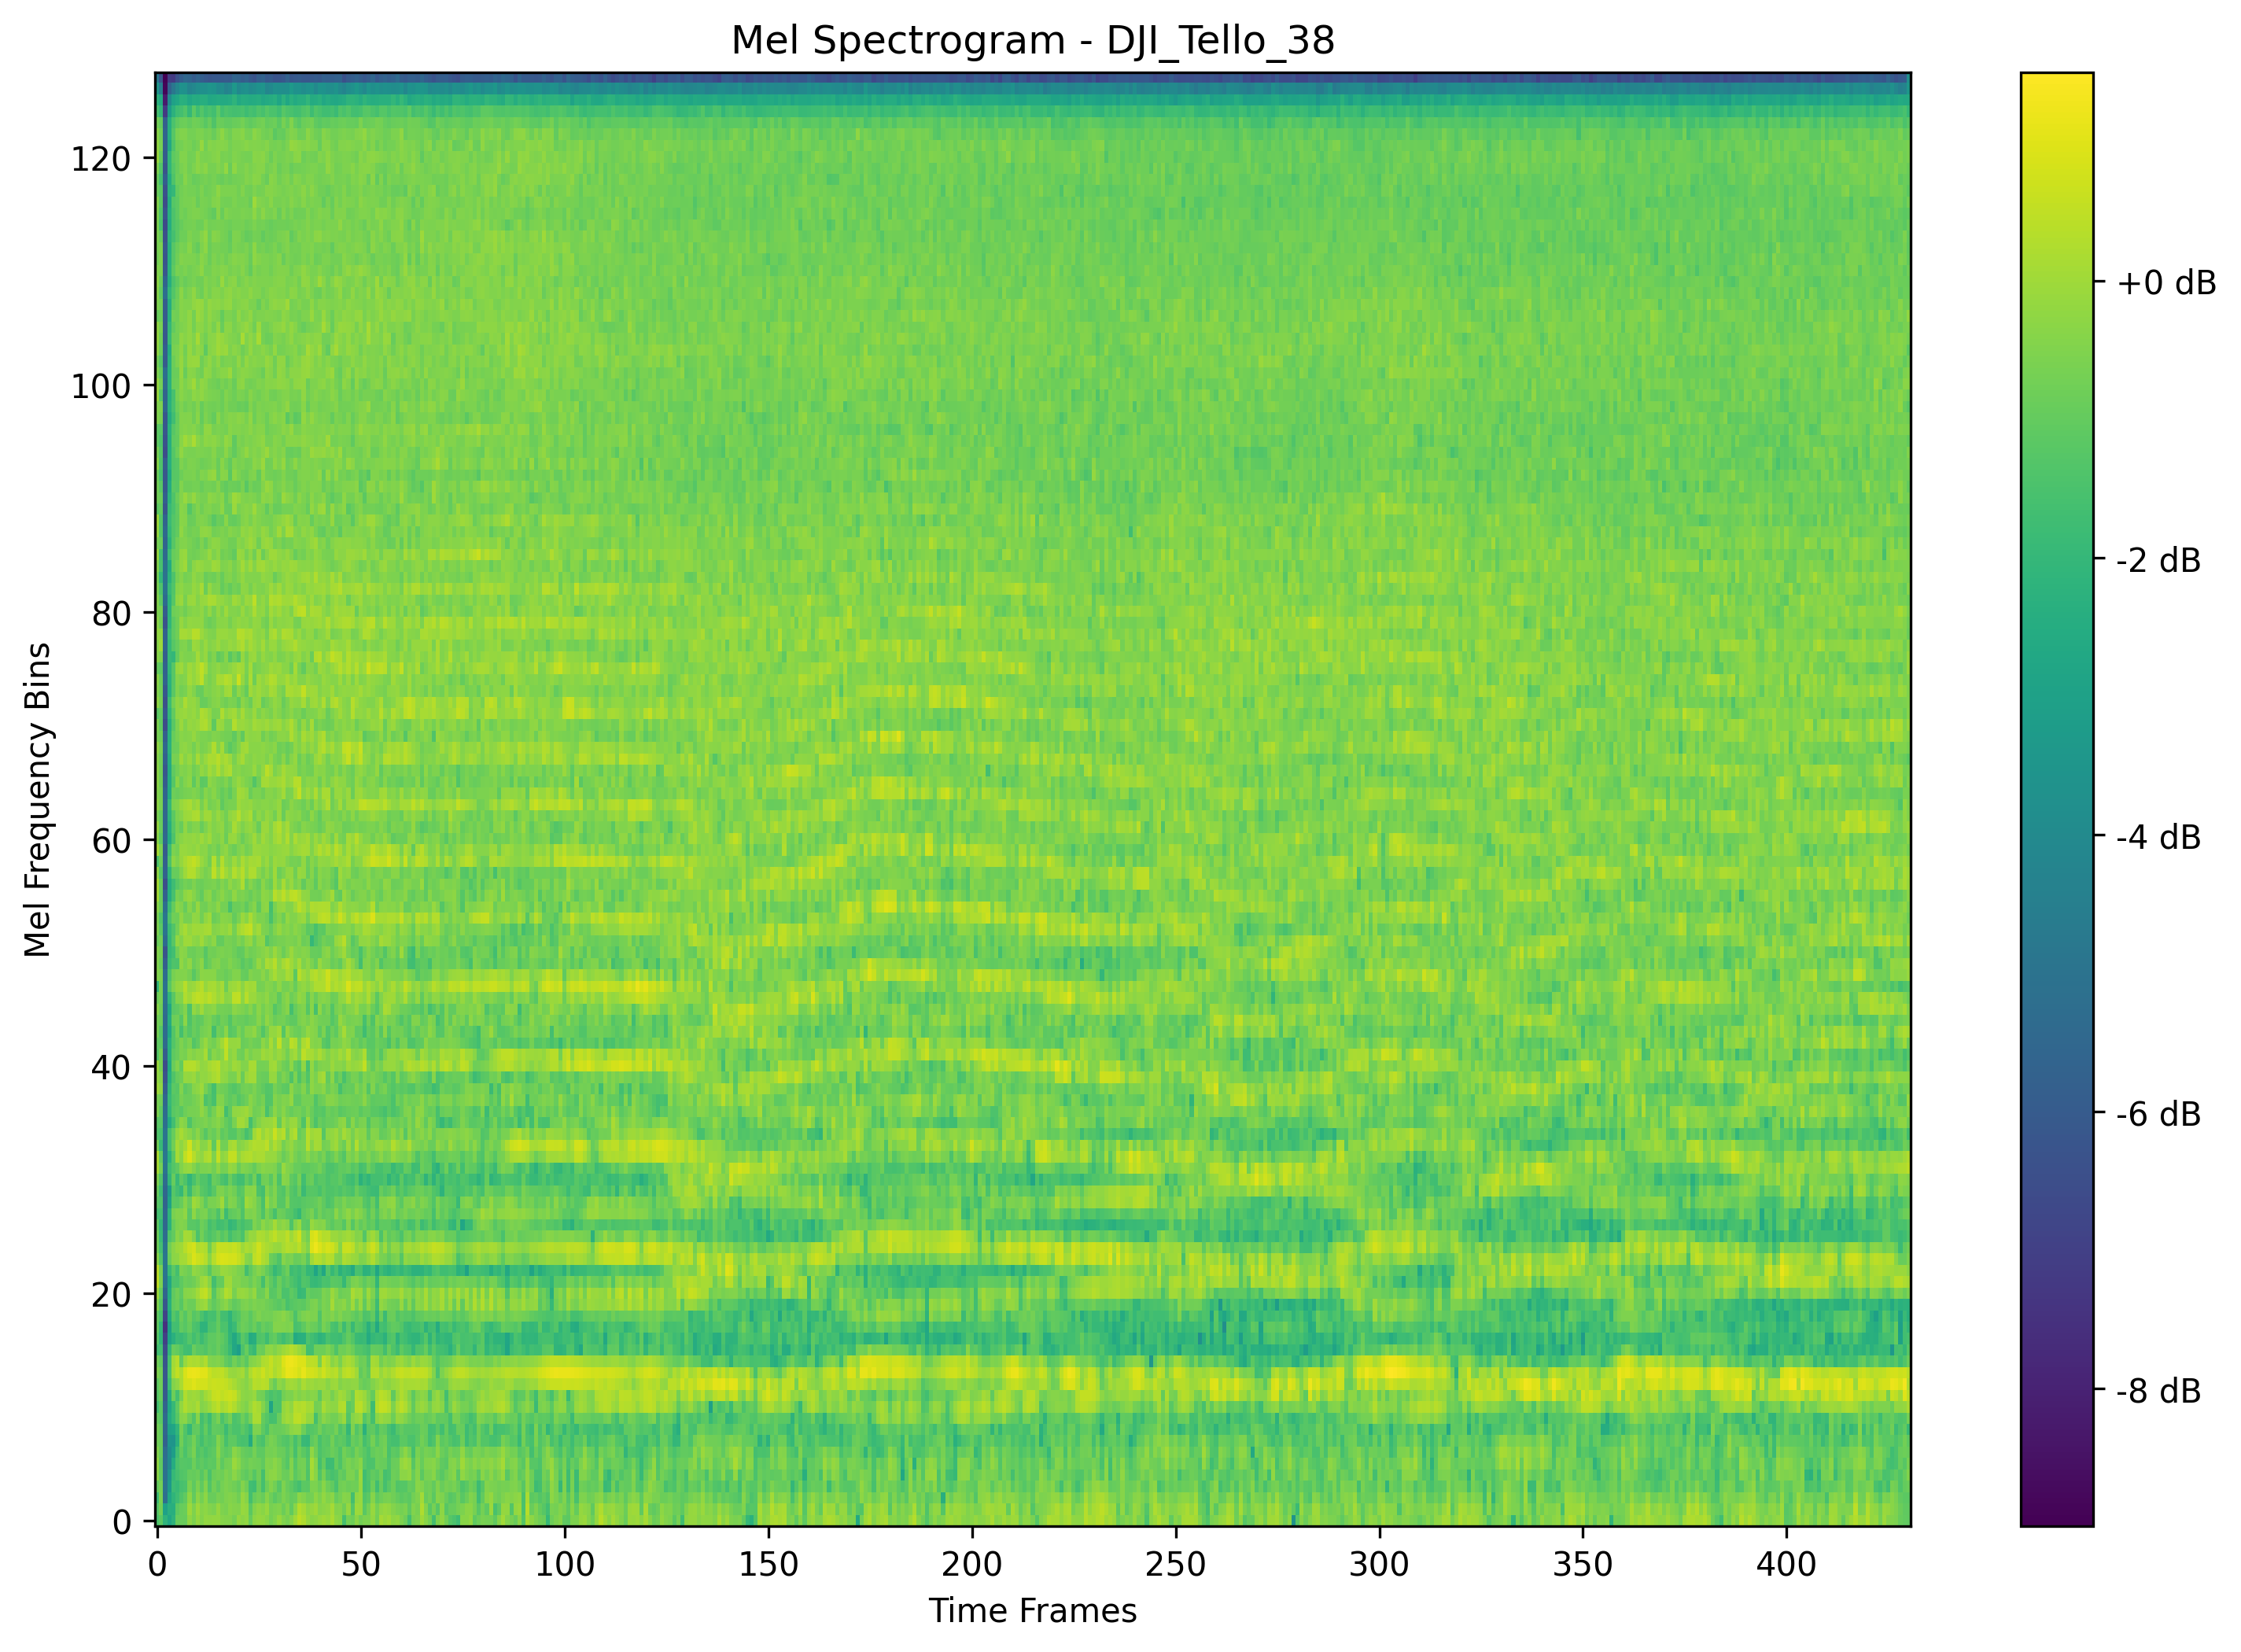 Mel Spectrogram - DJI_Tello_38
120
100
80
60
40
20
0
Mel Frequency Bins
0 50 100 150 200 250 300 350 400
Time Frames
+0 dB
-2 dB
-4 dB
-6 dB
-8 dB